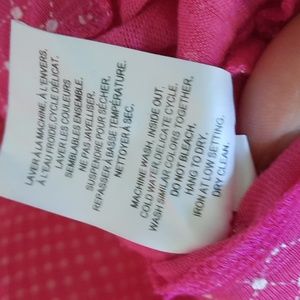 LAVER À LA MACHINE, À L'ENVERS,
À L'EAU FROIDE CYCLE DÉLICAT.
LAVER LES COULEURS
SEMBLABLES ENSEMBLE.
NE PAS JAVELLISER.
SUSPENDRE POUR SÉCHER.
REPASSER À BASSE TEMPÉRATURE.
NETTOYER À SEC.
MACHINE WASH, INSIDE OUT,
COLD WATER DELICATE CYCLE.
WASH SIMILAR COLORS TOGETHER.
DO NOT BLEACH.
HANG TO DRY.
IRON AT LOW SETTING.
DRY CLEAN.